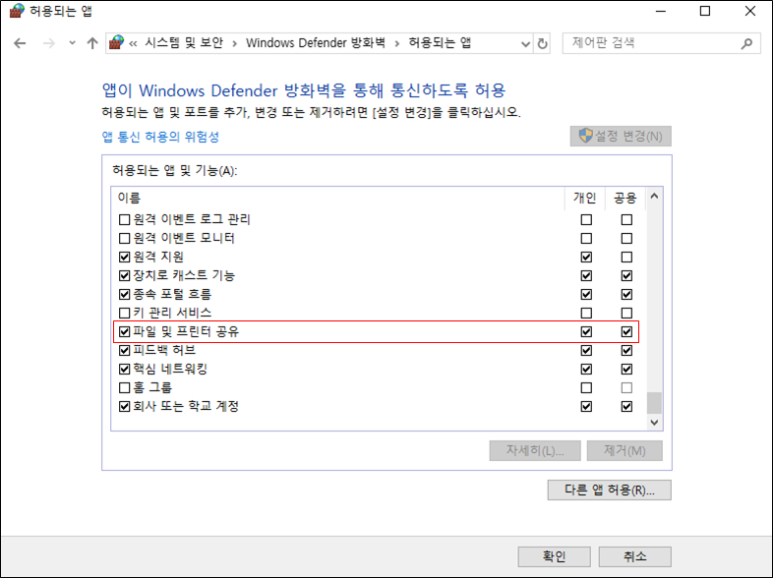 허용되는 앱
« 시스템 및 보안 › Windows Defender 방화벽 › 허용되는 앱
제어판 검색
앱이 Windows Defender 방화벽을 통해 통신하도록 허용
허용되는 앱 및 포트를 추가, 변경 또는 제거하려면 [설정 변경]을 클릭하십시오.
앱 통신 허용의 위험성
설정 변경(N)
허용되는 앱 및 기능(A):
이름 개인 공용
원격 이벤트 로그 관리
원격 이벤트 모니터
원격 지원
장치로 캐스트 기능
종속 포털 흐름
키 관리 서비스
파일 및 프린터 공유
피드백 허브
핵심 네트워킹
홈 그룹
회사 또는 학교 계정
자세히(L)... 제거(M)
다른 앱 허용(R)...
확인 취소